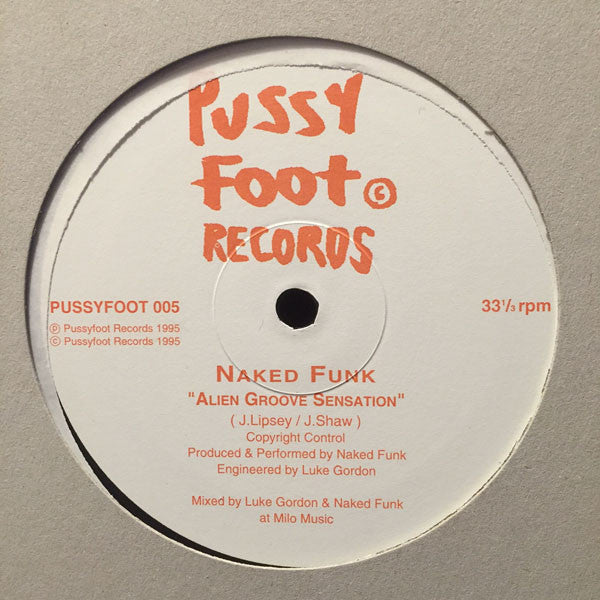 PUSSY
FOOT ©
RECORDS
PUSSYFOOT 005
℗ Pussyfoot Records 1995
© Pussyfoot Records 1995
33 1/3 rpm
NAKED FUNK
"ALIEN GROOVE SENSATION"
( J.Lipsey / J.Shaw )
Copyright Control
Produced & Performed by Naked Funk
Engineered by Luke Gordon
Mixed by Luke Gordon & Naked Funk
at Milo Music